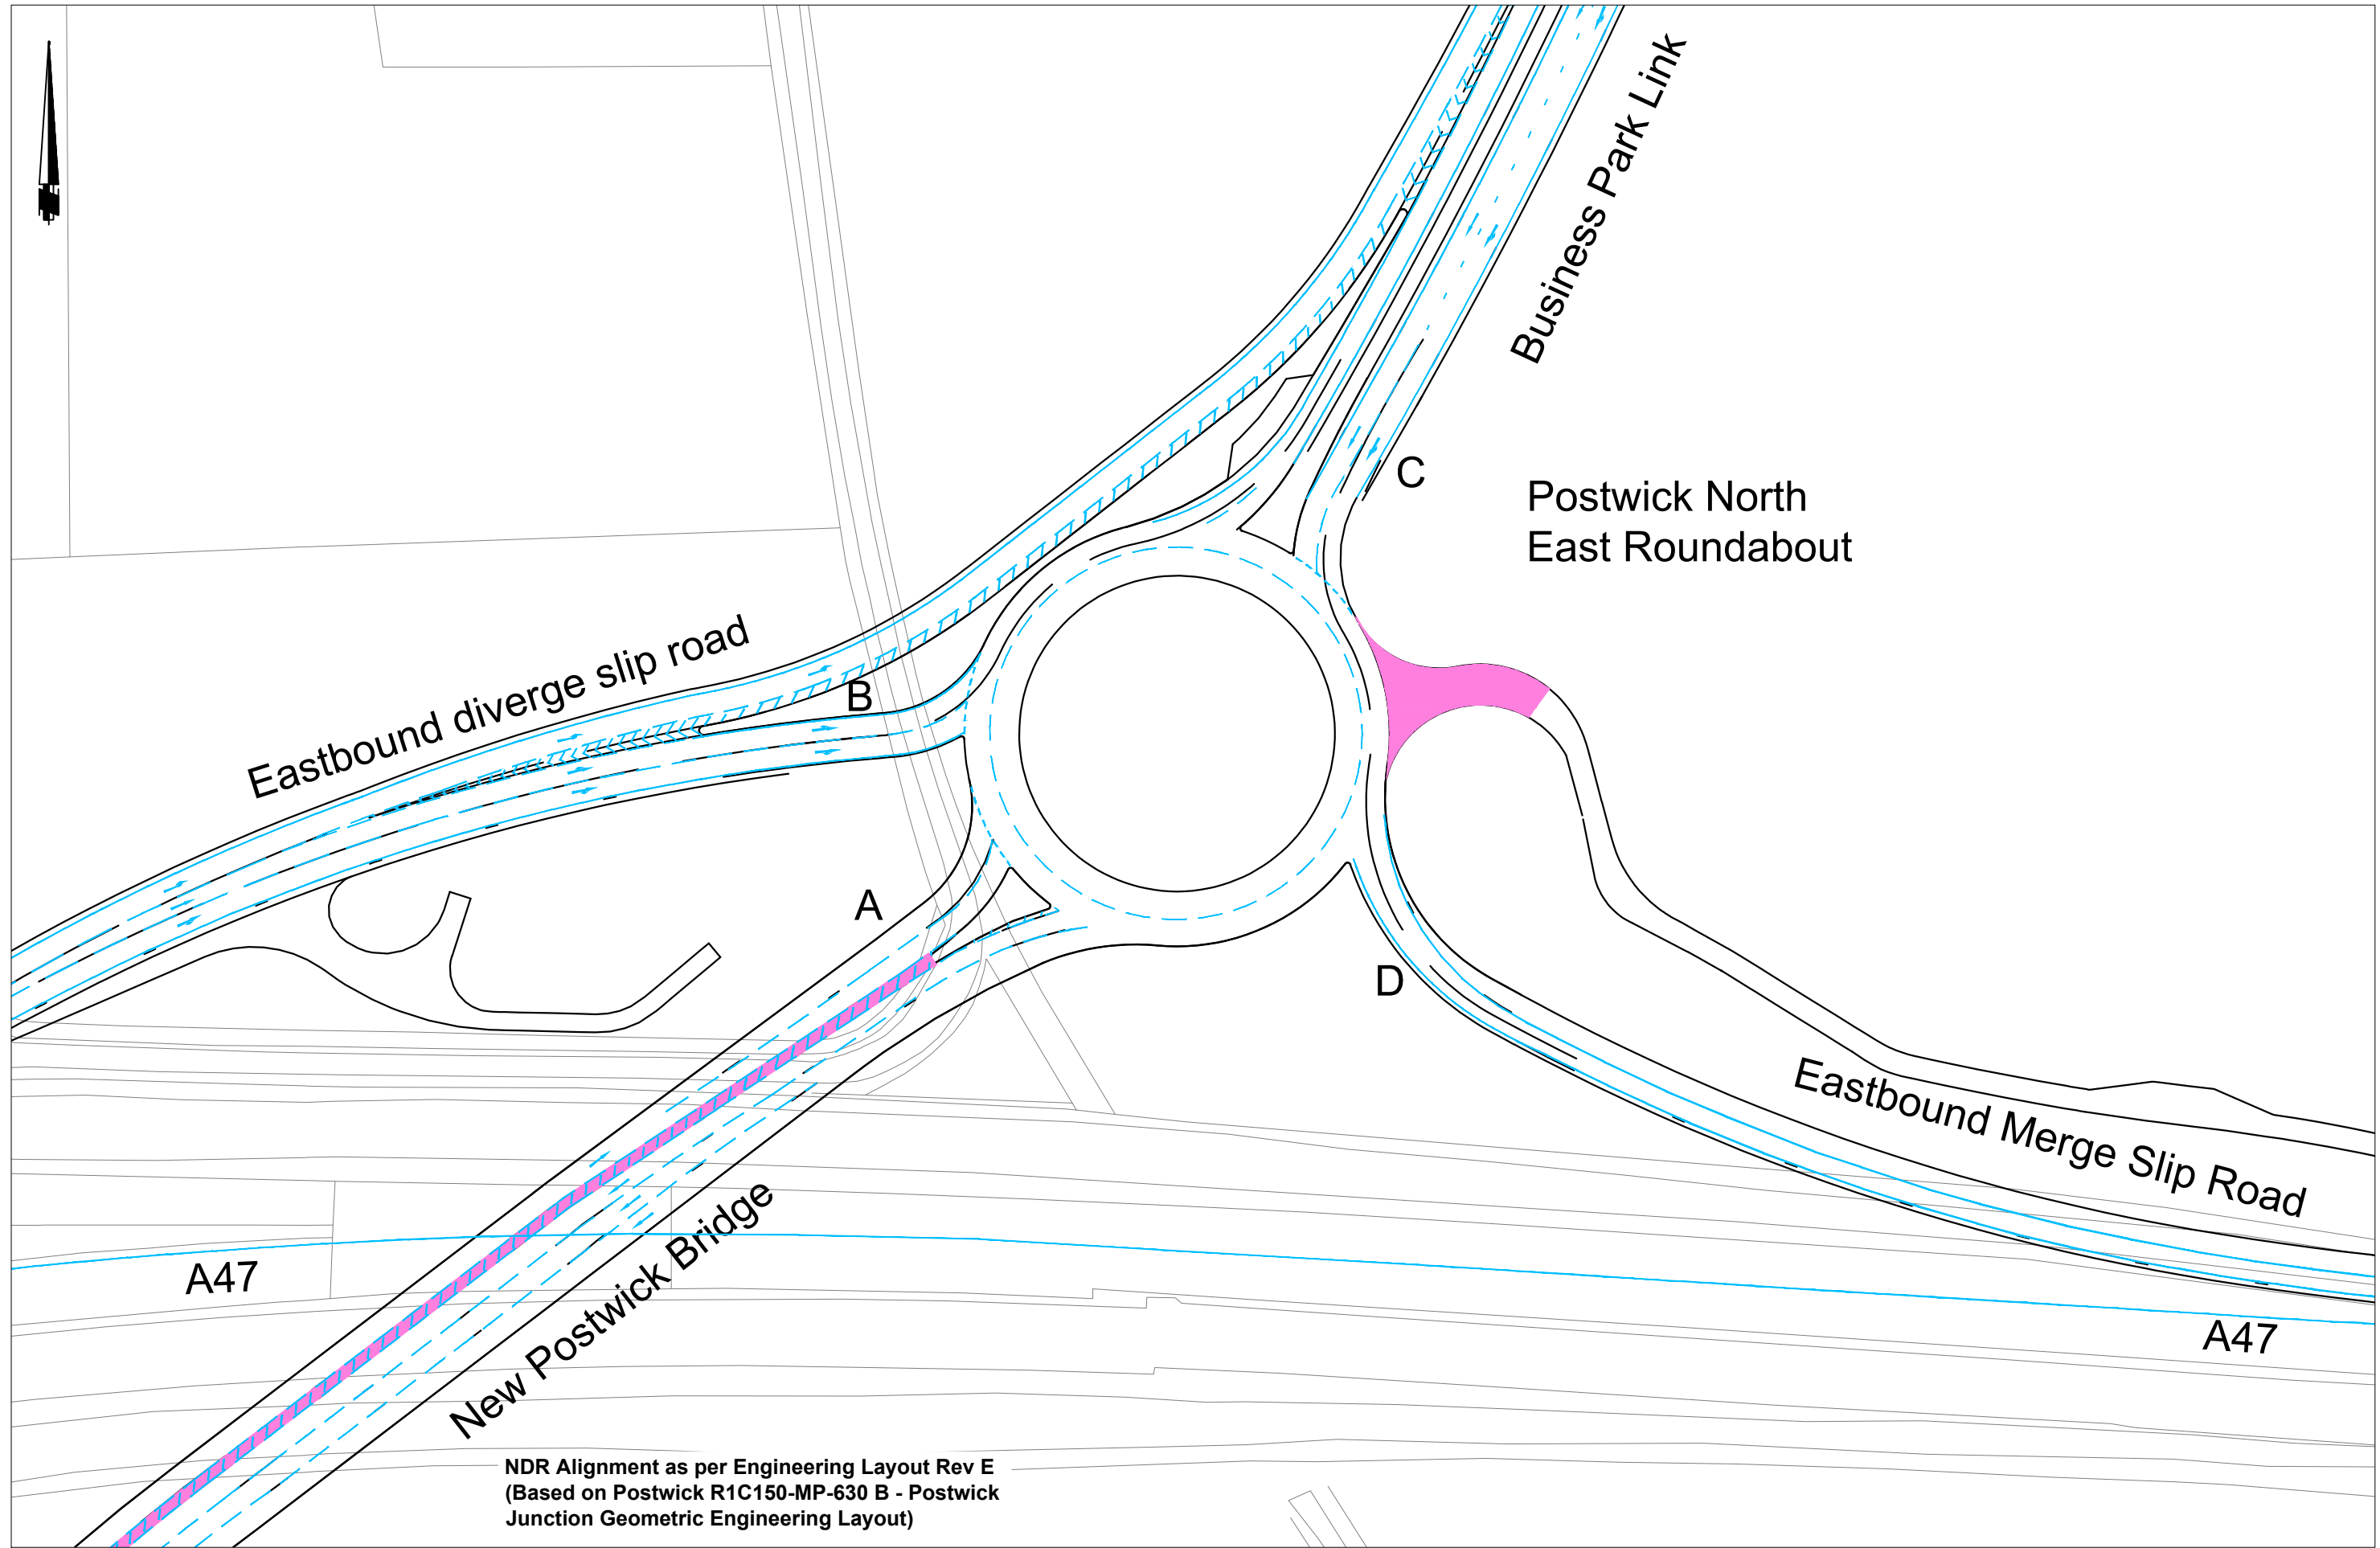 Business Park Link
C
Postwick North
East Roundabout
Eastbound diverge slip road
B
A
D
Eastbound Merge Slip Road
New Postwick Bridge
A47
A47
NDR Alignment as per Engineering Layout Rev E
(Based on Postwick R1C150-MP-630 B - Postwick
Junction Geometric Engineering Layout)